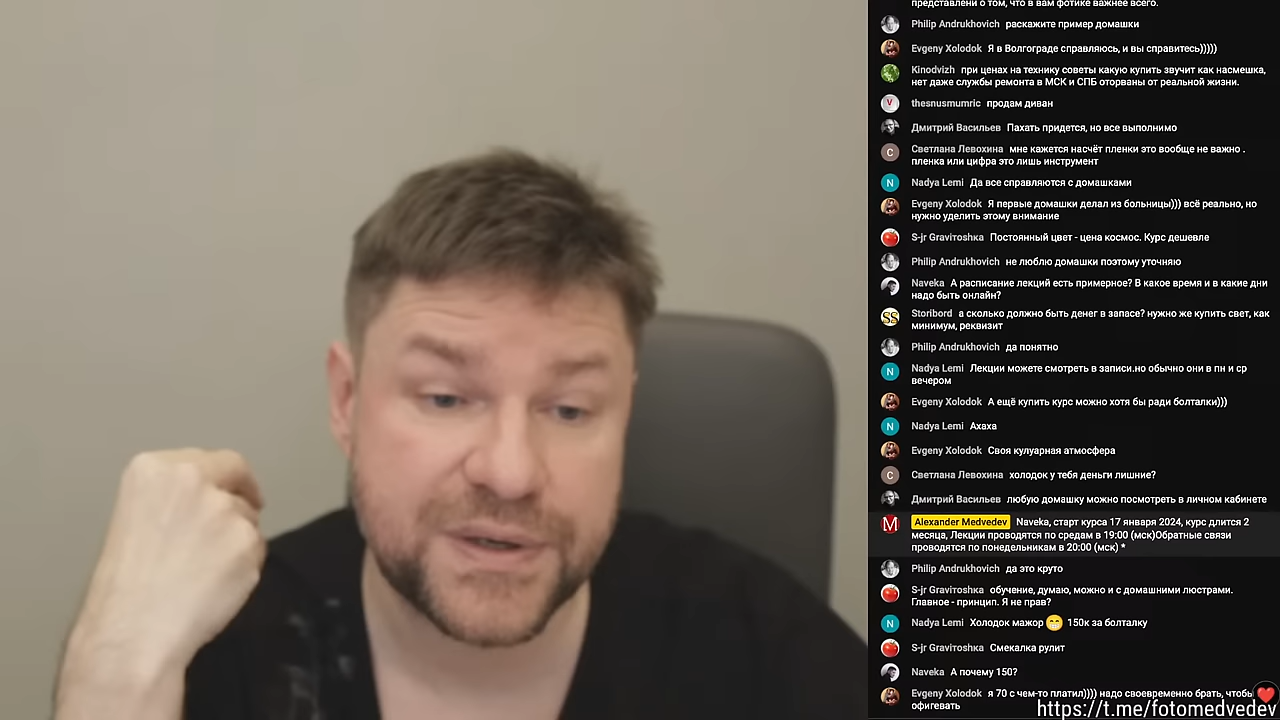 представлени о том, что в вам фотике важнее всего.
Philip Andrukhovich раскажите пример домашки
Evgeny Xolodok Я в Волгограде справляюсь, и вы справитесь)))))
Kinodvizh при ценах на технику советы какую купить звучит как насмешка,
нет даже службы ремонта в МСК и СПБ оторваны от реальной жизни.
thesnusmumric продам диван
Дмитрий Васильев Пахать придется, но все выполнимо
Светлана Левохина мне кажется насчёт пленки это вообще не важно .
пленка или цифра это лишь инструмент
Nadya Lemi Да все справляются с домашками
Evgeny Xolodok Я первые домашки делал из больницы))) всё реально, но
нужно уделить этому внимание
S-jr Graviтoshка Постоянный цвет - цена космос. Курс дешевле
Philip Andrukhovich не люблю домашки поэтому уточняю
Naveka А расписание лекций есть примерное? В какое время и в какие дни
надо быть онлайн?
Storibord а сколько должно быть денег в запасе? нужно же купить свет, как
минимум, реквизит
Philip Andrukhovich да понятно
Nadya Lemi Лекции можете смотреть в записи.но обычно они в пн и ср
вечером
Evgeny Xolodok А ещё купить курс можно хотя бы ради болталки)))
Nadya Lemi Ахаха
Evgeny Xolodok Своя кулуарная атмосфера
Светлана Левохина холодок у тебя деньги лишние?
Дмитрий Васильев любую домашку можно посмотреть в личном кабинете
Alexander Medvedev Naveka, старт курса 17 января 2024, курс длится 2
месяца, Лекции проводятся по средам в 19:00 (мск)Обратные связи
проводятся по понедельникам в 20:00 (мск) *
Philip Andrukhovich да это круто
S-jr Graviтoshка обучение, думаю, можно и с домашними люстрами.
Главное - принцип. Я не прав?
Nadya Lemi Холодок мажор😁 150к за болталку
S-jr Graviтoshка Смекалка рулит
Naveka А почему 150?
Evgeny Xolodok я 70 с чем-то платил)))) надо своевременно брать, чтобы
офигевать
https://t.me/fotomedvedev